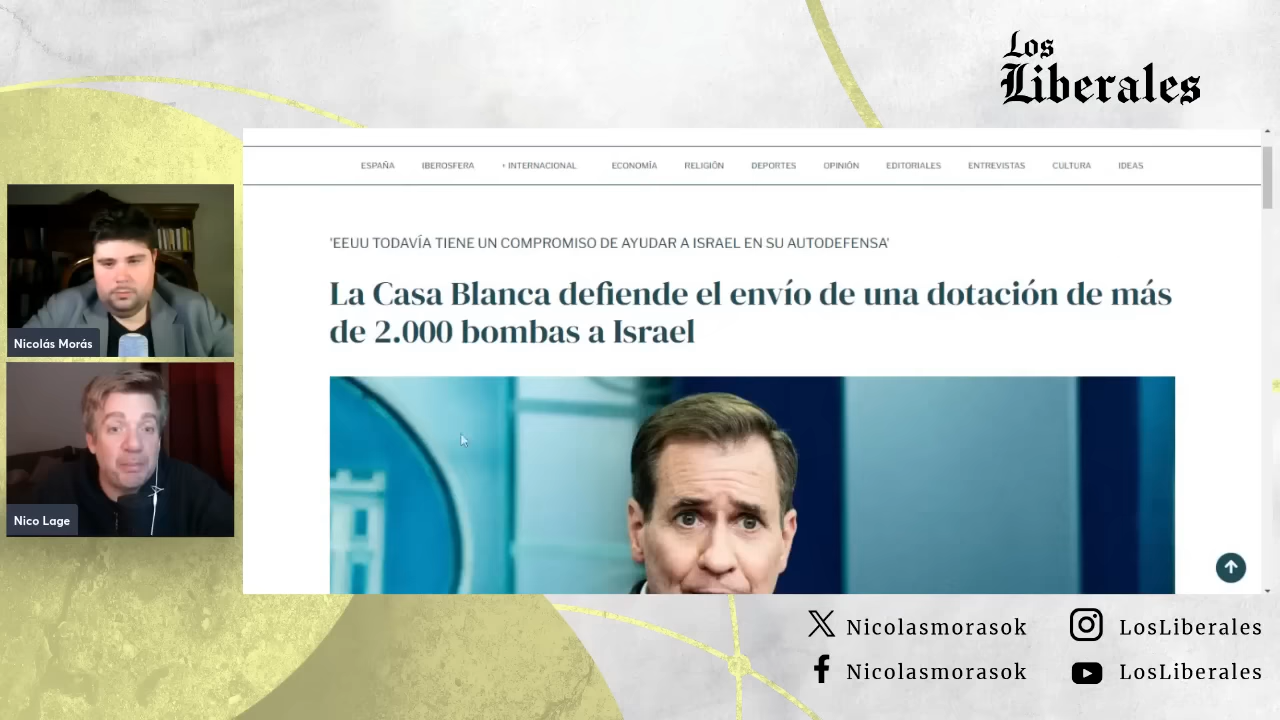 Los
Liberales
ESPAÑA IBEROSFERA + INTERNACIONAL ECONOMÍA RELIGIÓN DEPORTES OPINIÓN EDITORIALES ENTREVISTAS CULTURA IDEAS
'EEUU TODAVÍA TIENE UN COMPROMISO DE AYUDAR A ISRAEL EN SU AUTODEFENSA'
La Casa Blanca defiende el envío de una dotación de más
de 2.000 bombas a Israel
Nicolás Morás
Nico Lage
Nicolasmorasok LosLiberales
Nicolasmorasok LosLiberales